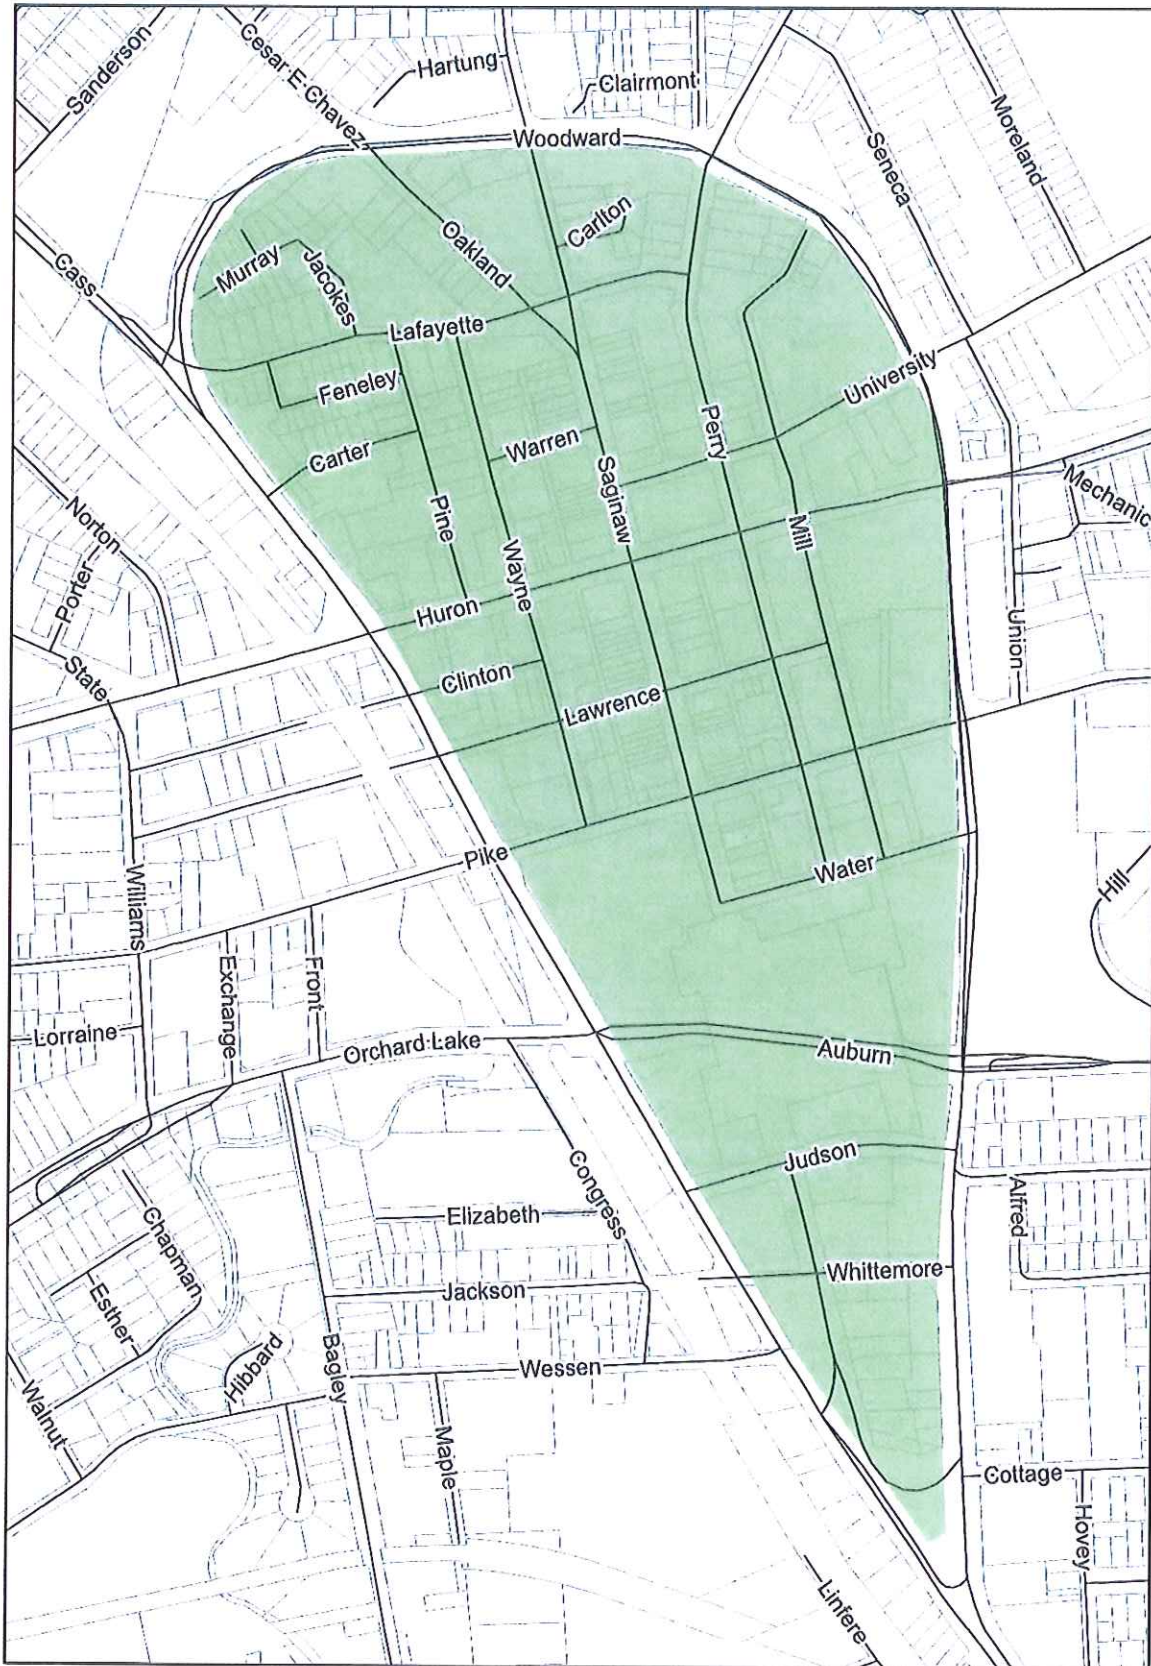 Sanderson
Cesar E Chavez
Hartung
Clairmont
Moreland
Woodward
Seneca
Carlton
Oakland
Murray
Jacokes
Cass
Lafayette
Feneley
University
Carter
Warren
Perry
Saginaw
Pine
Norton
Mechanic
Mill
Wayne
Porter
Huron
Union
State
Clinton
Lawrence
Pike
Water
Williams
Hill
Exchange
Front
Lorraine
Orchard Lake
Auburn
Judson
Congress
Alfred
Chapman
Elizabeth
Whittemore
Jackson
Esther
Hibbard
Bagley
Wessen
Walnut
Maple
Cottage
Hovey
Linfere